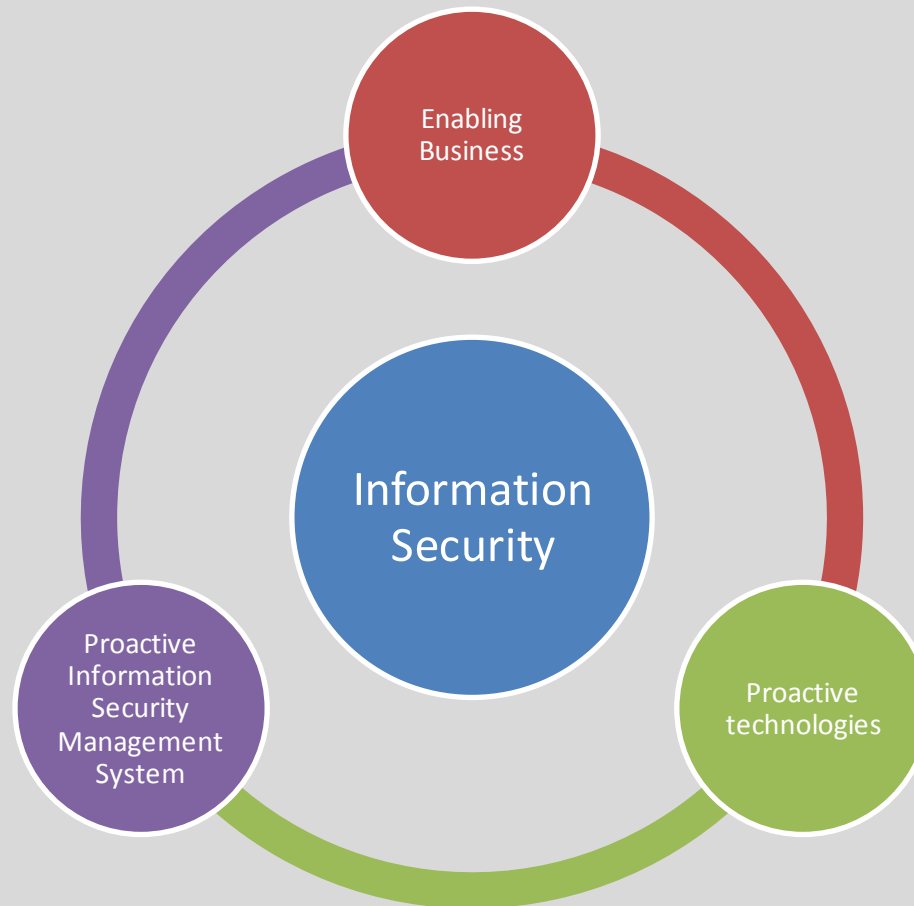 Enabling
Business
Information
Security
Proactive
Information
Security
Management
System
Proactive
technologies